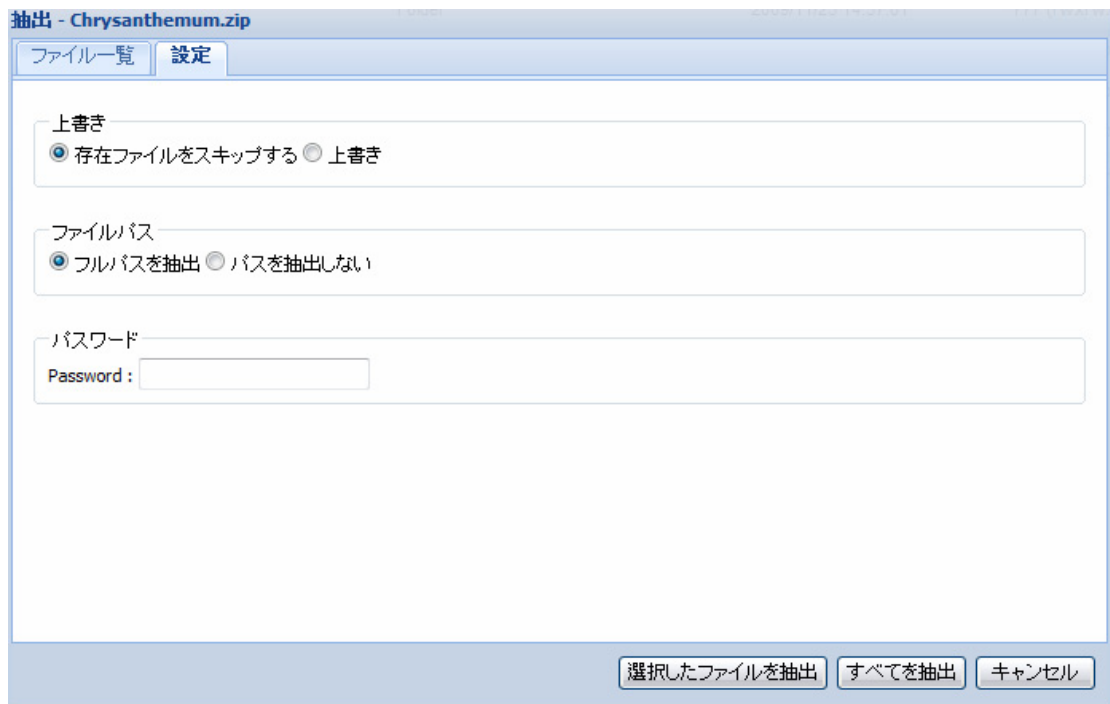 抽出 - Chrysanthemum.zip
ファイル一覧 設定
上書き
存在ファイルをスキップする 上書き
ファイルパス
フルパスを抽出 パスを抽出しない
パスワード
Password :
選択したファイルを抽出 すべてを抽出 キャンセル